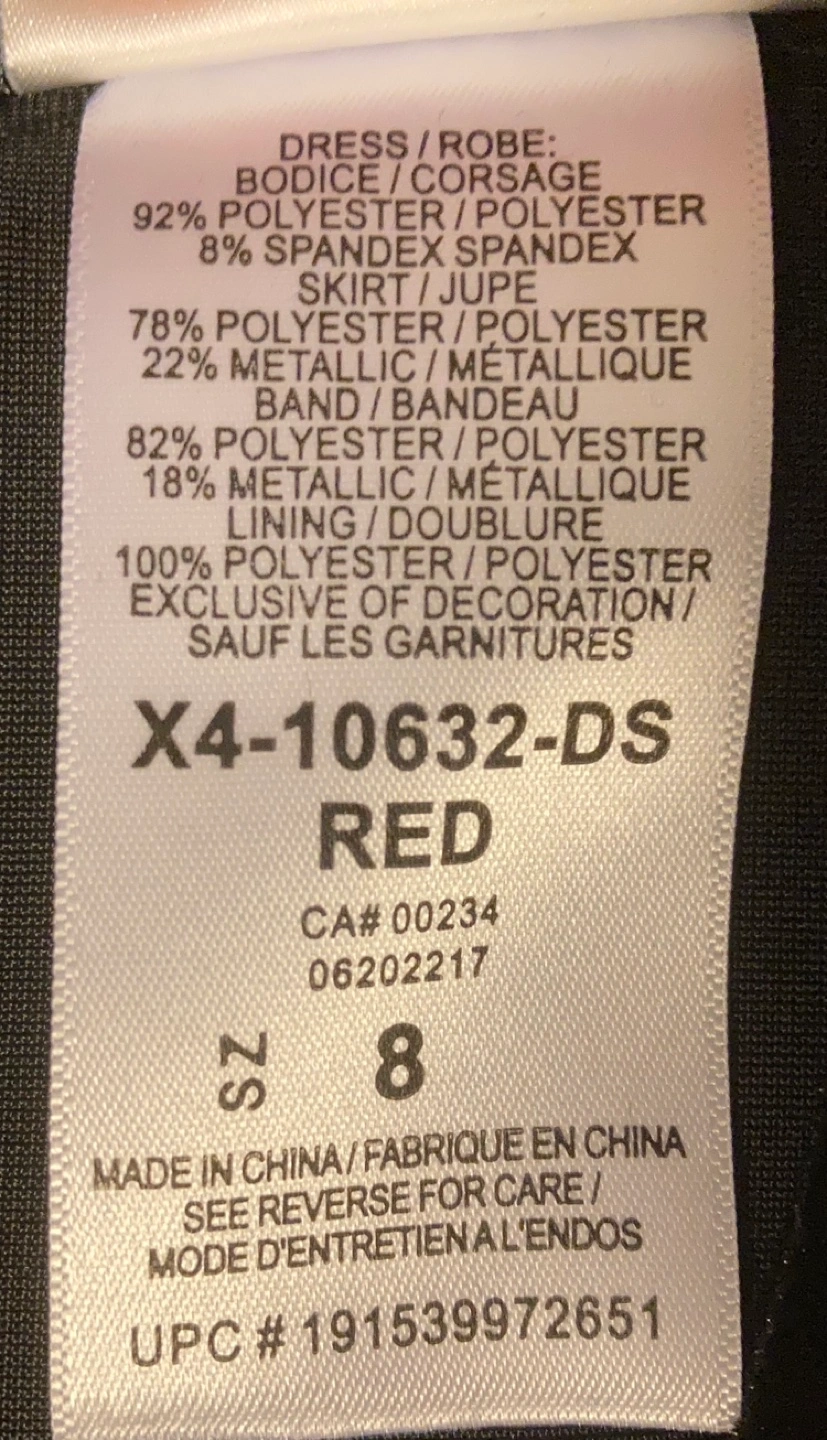 DRESS / ROBE:
BODICE / CORSAGE
92% POLYESTER / POLYESTER
8% SPANDEX SPANDEX
SKIRT / JUPE
78% POLYESTER / POLYESTER
22% METALLIC / MÉTALLIQUE
BAND / BANDEAU
82% POLYESTER / POLYESTER
18% METALLIC / MÉTALLIQUE
LINING / DOUBLURE
100% POLYESTER / POLYESTER
EXCLUSIVE OF DECORATION /
SAUF LES GARNITURES
X4-10632-DS
RED
CA# 00234
06202217
SZ 8
MADE IN CHINA / FABRIQUE EN CHINA
SEE REVERSE FOR CARE /
MODE D'ENTRETIEN A L'ENDOS
UPC # 191539972651